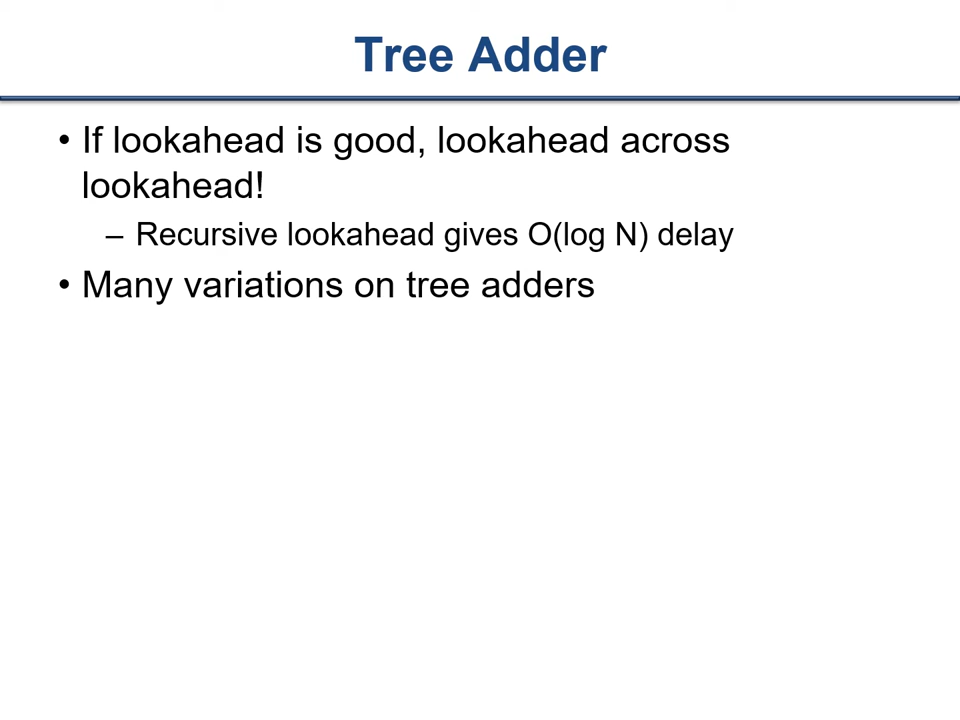 Tree Adder
• If lookahead is good, lookahead across
lookahead!
– Recursive lookahead gives O(log N) delay
• Many variations on tree adders